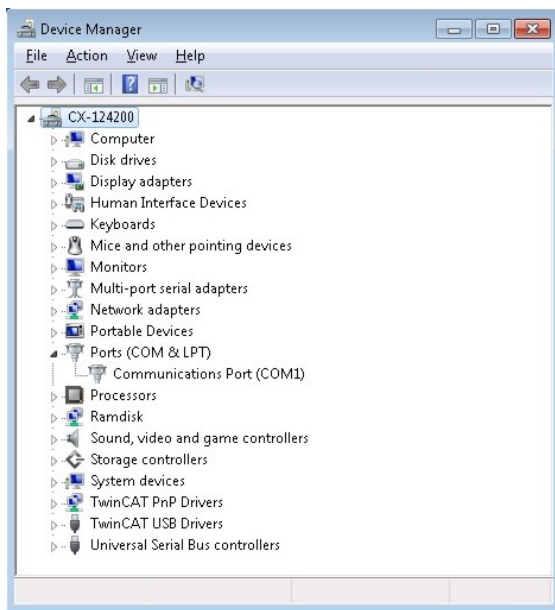 Device Manager
File Action View Help
CX-124200
Computer
Disk drives
Display adapters
Human Interface Devices
Keyboards
Mice and other pointing devices
Monitors
Multi-port serial adapters
Network adapters
Portable Devices
Ports (COM & LPT)
Communications Port (COM1)
Processors
Ramdisk
Sound, video and game controllers
Storage controllers
System devices
TwinCAT PnP Drivers
TwinCAT USB Drivers
Universal Serial Bus controllers